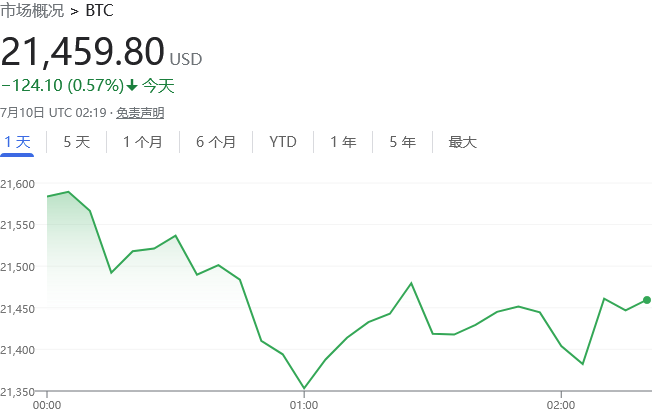 市场概况 > BTC
21,459.80 USD
−124.10 (0.57%)↓ 今天
7月10日 UTC 02:19 · 免责声明
1 天 5 天 1 个月 6 个月 YTD 1 年 5 年 最大
21,600
21,550
21,500
21,450
21,400
21,350
00:00 01:00 02:00